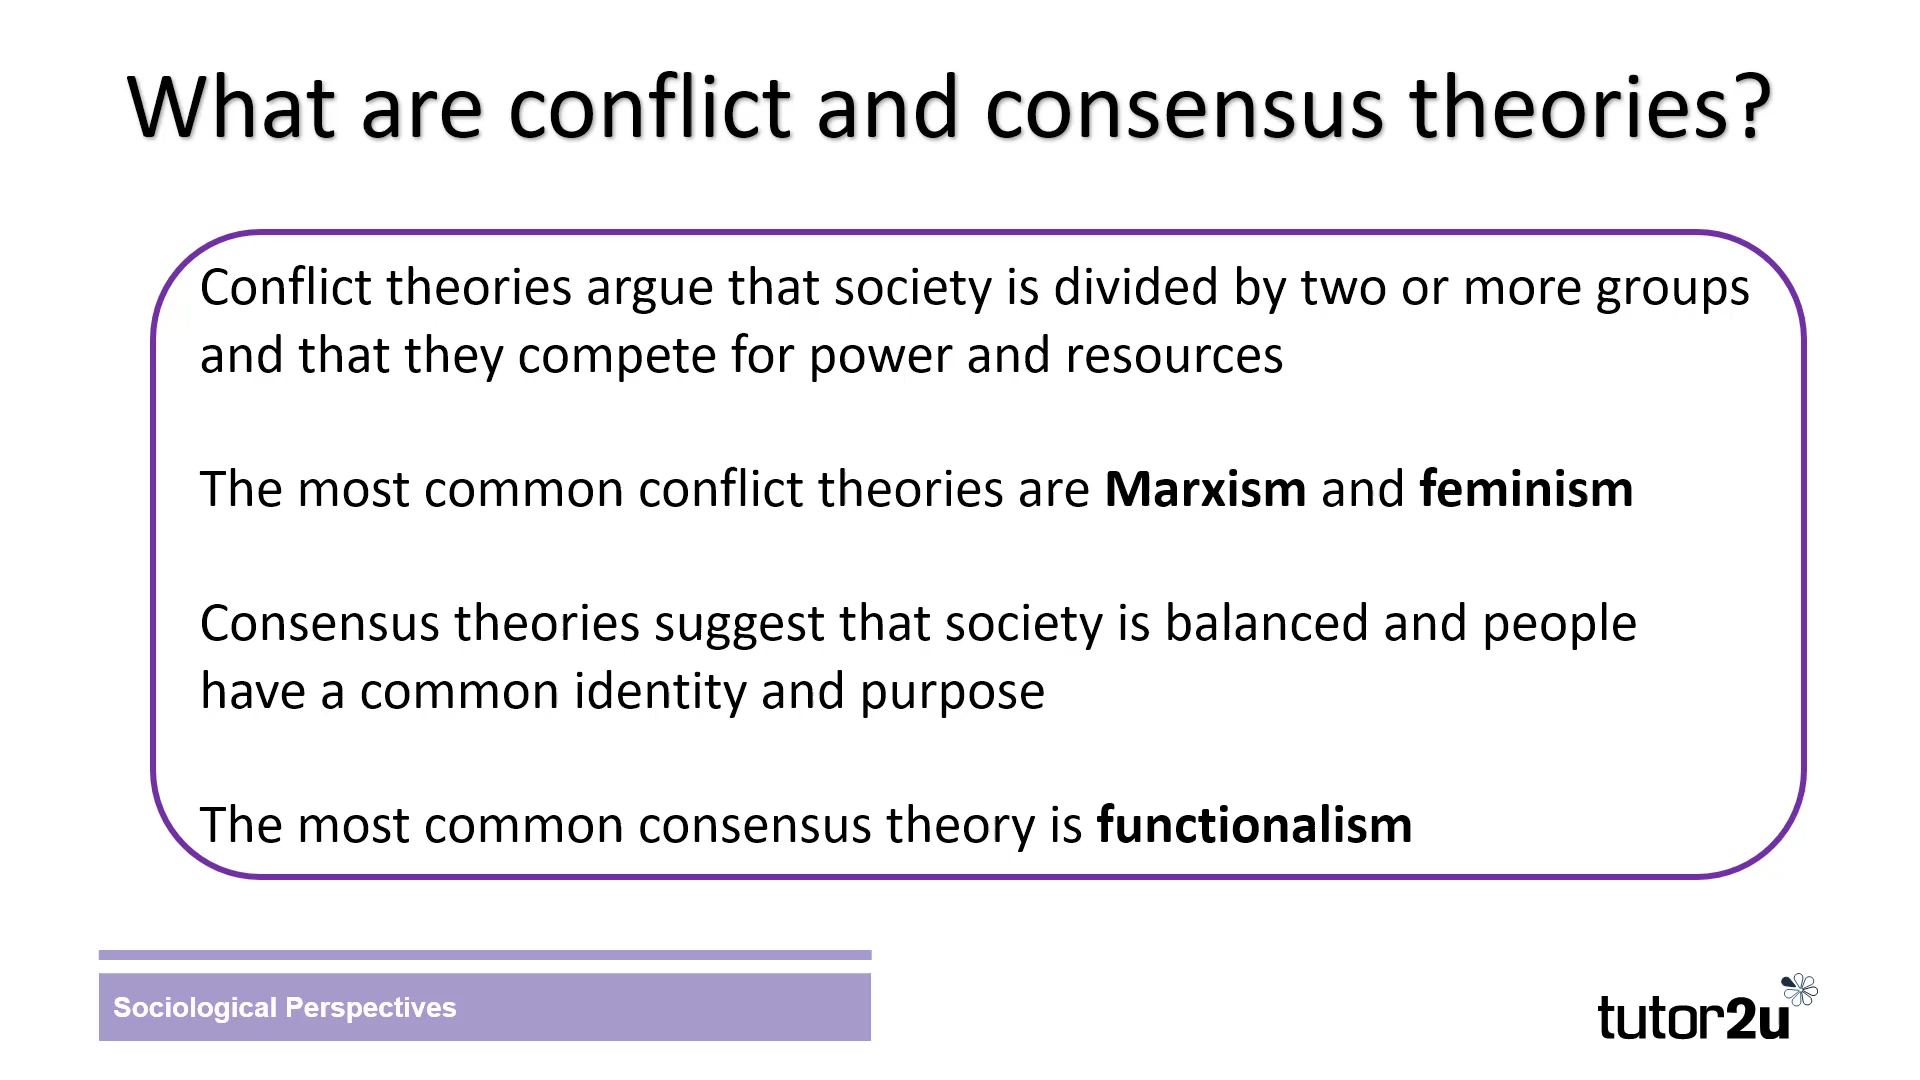 What are conflict and consensus theories?
Conflict theories argue that society is divided by two or more groups
and that they compete for power and resources
The most common conflict theories are Marxism and feminism
Consensus theories suggest that society is balanced and people
have a common identity and purpose
The most common consensus theory is functionalism
Sociological Perspectives
tutor2u